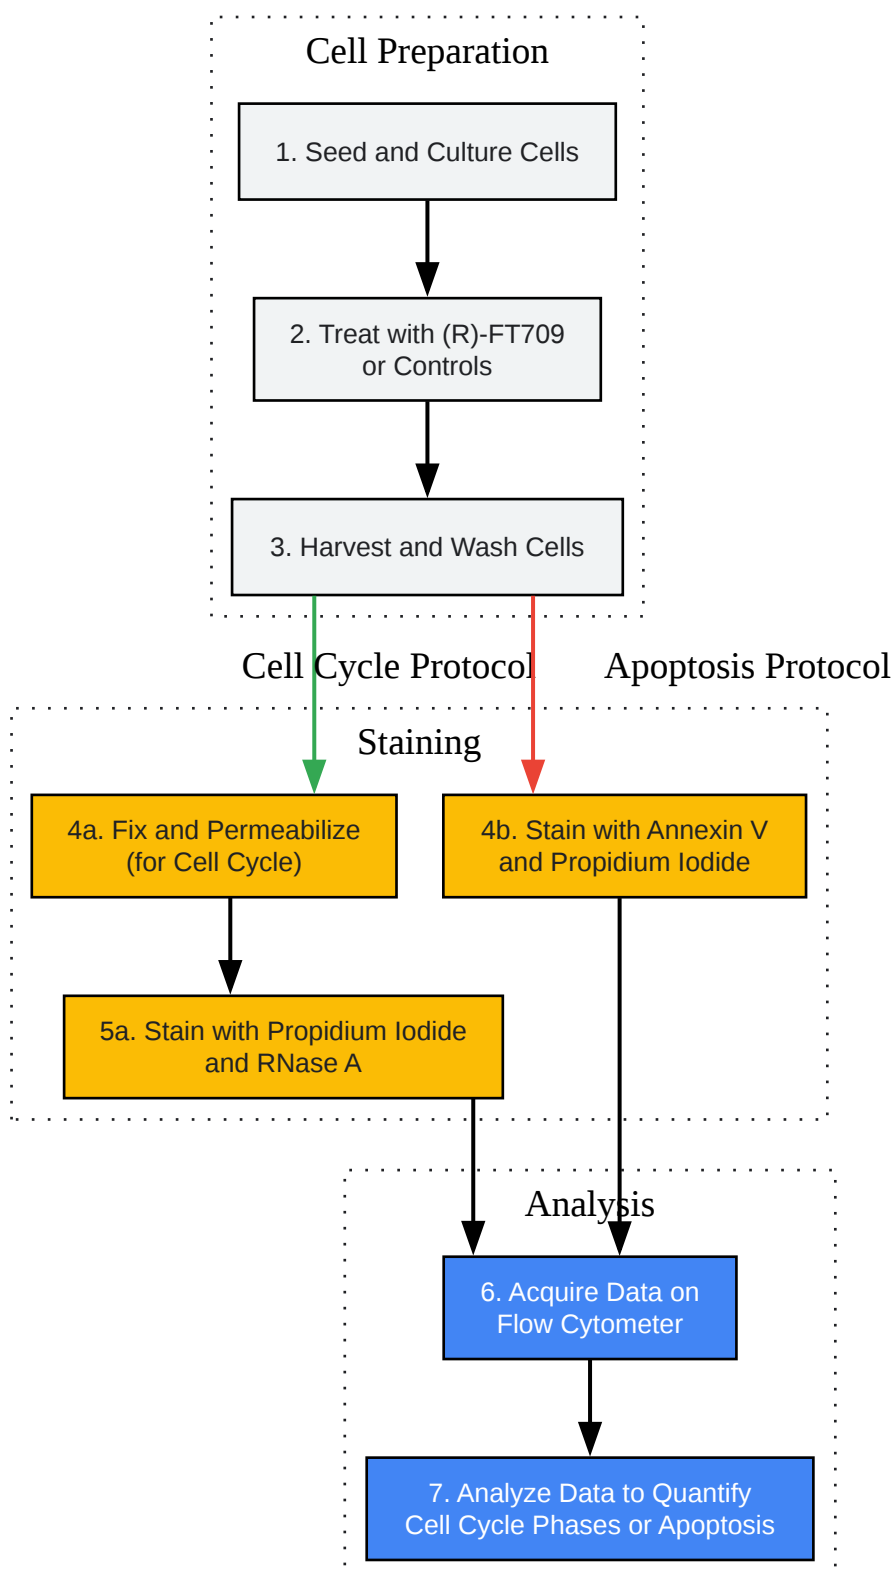 Cell Preparation
1. Seed and Culture Cells
2. Treat with (R)-FT709
or Controls
3. Harvest and Wash Cells
Cell Cycle Protocol
Apoptosis Protocol
Staining
4a. Fix and Permeabilize
(for Cell Cycle)
4b. Stain with Annexin V
and Propidium Iodide
5a. Stain with Propidium Iodide
and RNase A
Analysis
6. Acquire Data on
Flow Cytometer
7. Analyze Data to Quantify
Cell Cycle Phases or Apoptosis